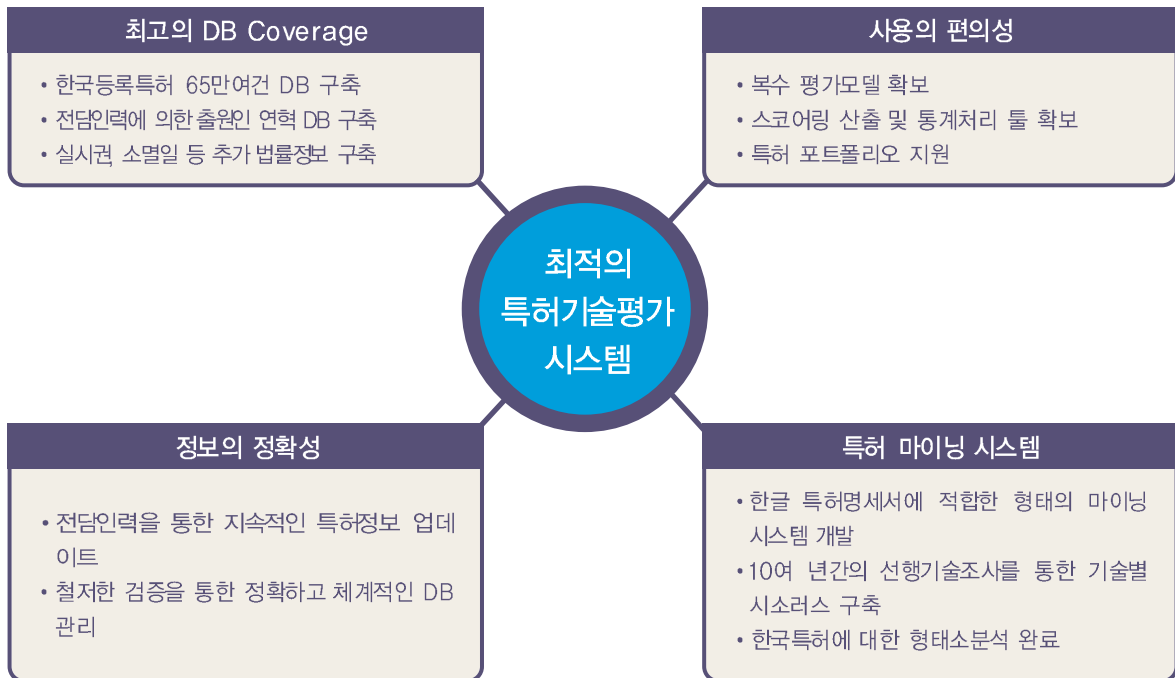 최고의 DB Coverage
• 한국등록특허 65만여건 DB 구축
• 전담인력에 의한 출원인 연혁 DB 구축
• 실시권, 소멸일 등 추가 법률정보 구축
사용의 편의성
• 복수 평가모델 확보
• 스코어링 산출 및 통계처리 툴 확보
• 특허 포트폴리오 지원
최적의
특허기술평가
시스템
정보의 정확성
• 전담인력을 통한 지속적인 특허정보 업데
이트
• 철저한 검증을 통한 정확하고 체계적인 DB
관리
특허 마이닝 시스템
• 한글 특허명세서에 적합한 형태의 마이닝
시스템 개발
• 10여 년간의 선행기술조사를 통한 기술별
시소러스 구축
• 한국특허에 대한 형태소분석 완료